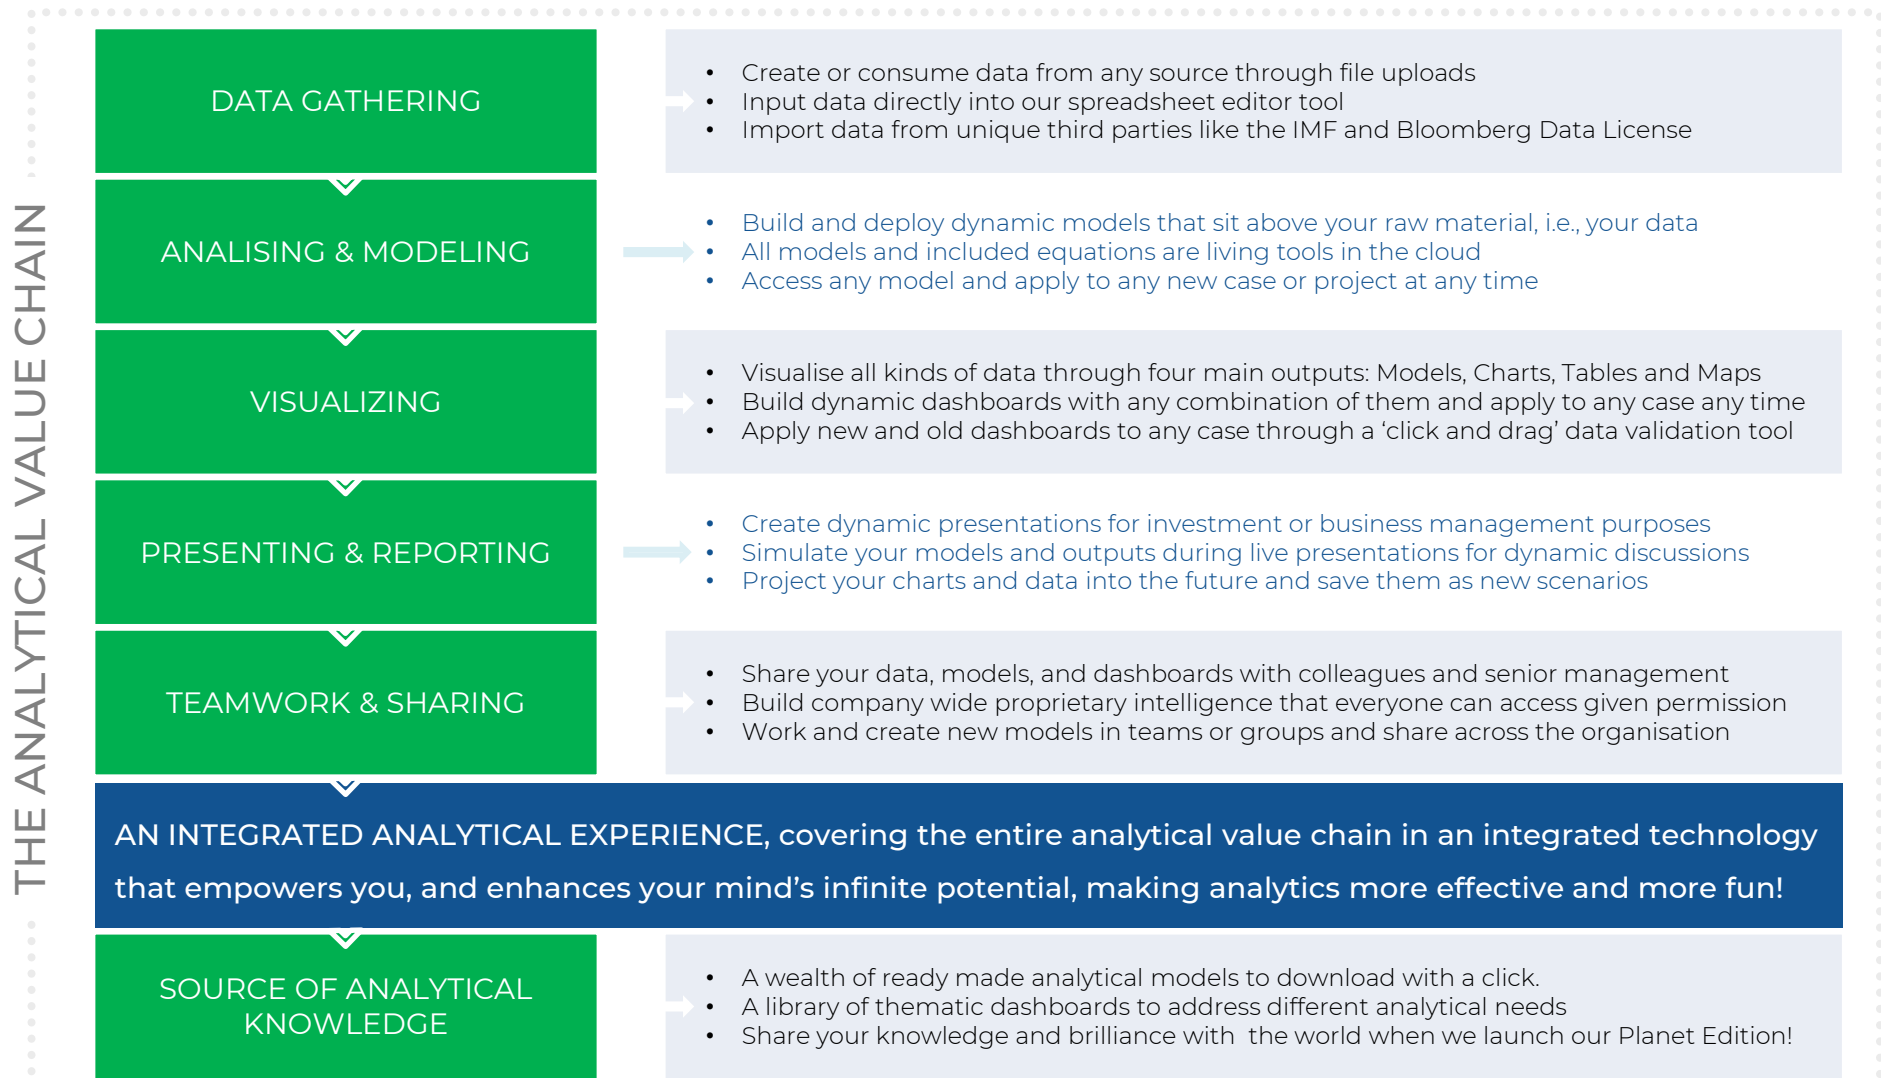 THE ANALYTICAL VALUE CHAIN
DATA GATHERING
• Create or consume data from any source through file uploads
• Input data directly into our spreadsheet editor tool
• Import data from unique third parties like the IMF and Bloomberg Data License
ANALISING & MODELING
• Build and deploy dynamic models that sit above your raw material, i.e., your data
• All models and included equations are living tools in the cloud
• Access any model and apply to any new case or project at any time
VISUALIZING
• Visualise all kinds of data through four main outputs: Models, Charts, Tables and Maps
• Build dynamic dashboards with any combination of them and apply to any case any time
• Apply new and old dashboards to any case through a ‘click and drag’ data validation tool
PRESENTING & REPORTING
• Create dynamic presentations for investment or business management purposes
• Simulate your models and outputs during live presentations for dynamic discussions
• Project your charts and data into the future and save them as new scenarios
TEAMWORK & SHARING
• Share your data, models, and dashboards with colleagues and senior management
• Build company wide proprietary intelligence that everyone can access given permission
• Work and create new models in teams or groups and share across the organisation
AN INTEGRATED ANALYTICAL EXPERIENCE, covering the entire analytical value chain in an integrated technology
that empowers you, and enhances your mind’s infinite potential, making analytics more effective and more fun!
SOURCE OF ANALYTICAL
KNOWLEDGE
• A wealth of ready made analytical models to download with a click.
• A library of thematic dashboards to address different analytical needs
• Share your knowledge and brilliance with  the world when we launch our Planet Edition!